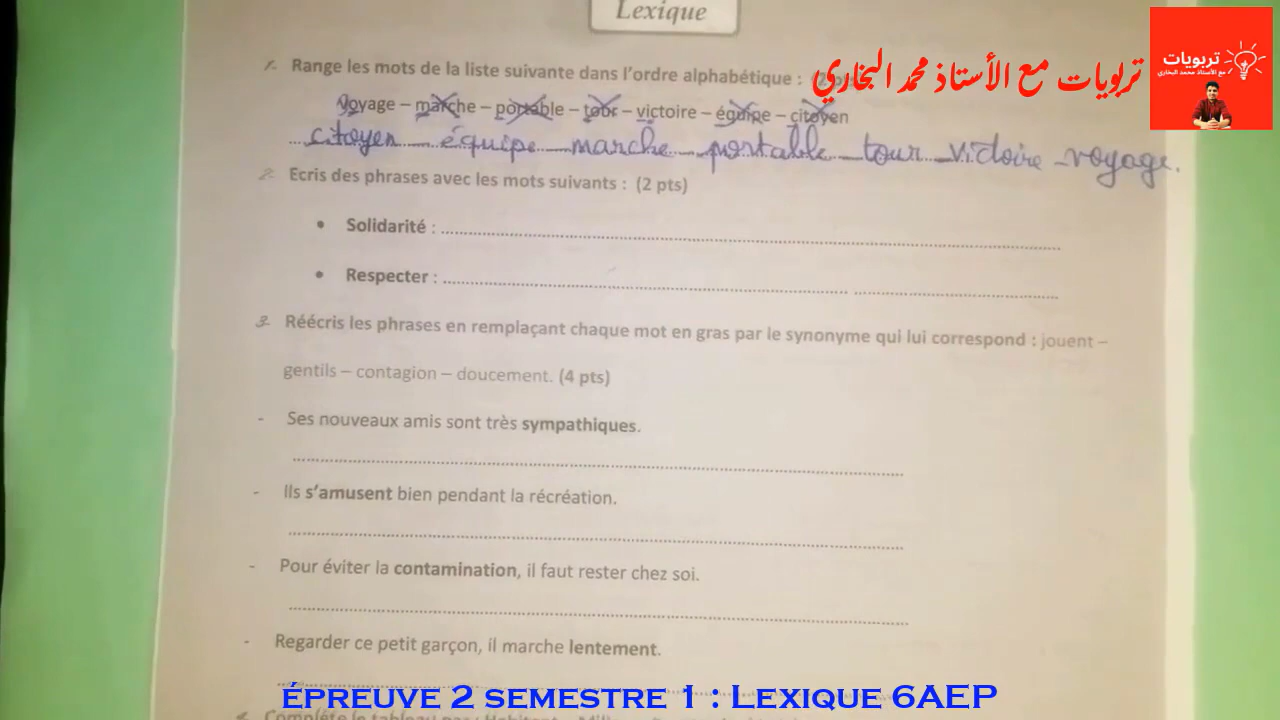 Lexique
تربويات مع الأستاذ محمد البخاري
تربويات
مع الأستاذ محمد البخاري
1. Range les mots de la liste suivante dans l'ordre alphabétique :
Voyage – marche – portable – tour – victoire – équipe – citoyen
citoyen – équipe – marche – portable – tour – victoire – voyage.
2. Ecris des phrases avec les mots suivants : (2 pts)
• Solidarité :
• Respecter :
3. Réécris les phrases en remplaçant chaque mot en gras par le synonyme qui lui correspond : jouent –
gentils – contagion – doucement. (4 pts)
- Ses nouveaux amis sont très sympathiques.
- Ils s'amusent bien pendant la récréation.
- Pour éviter la contamination, il faut rester chez soi.
- Regarder ce petit garçon, il marche lentement.
épreuve 2 semestre 1 : Lexique 6AEP